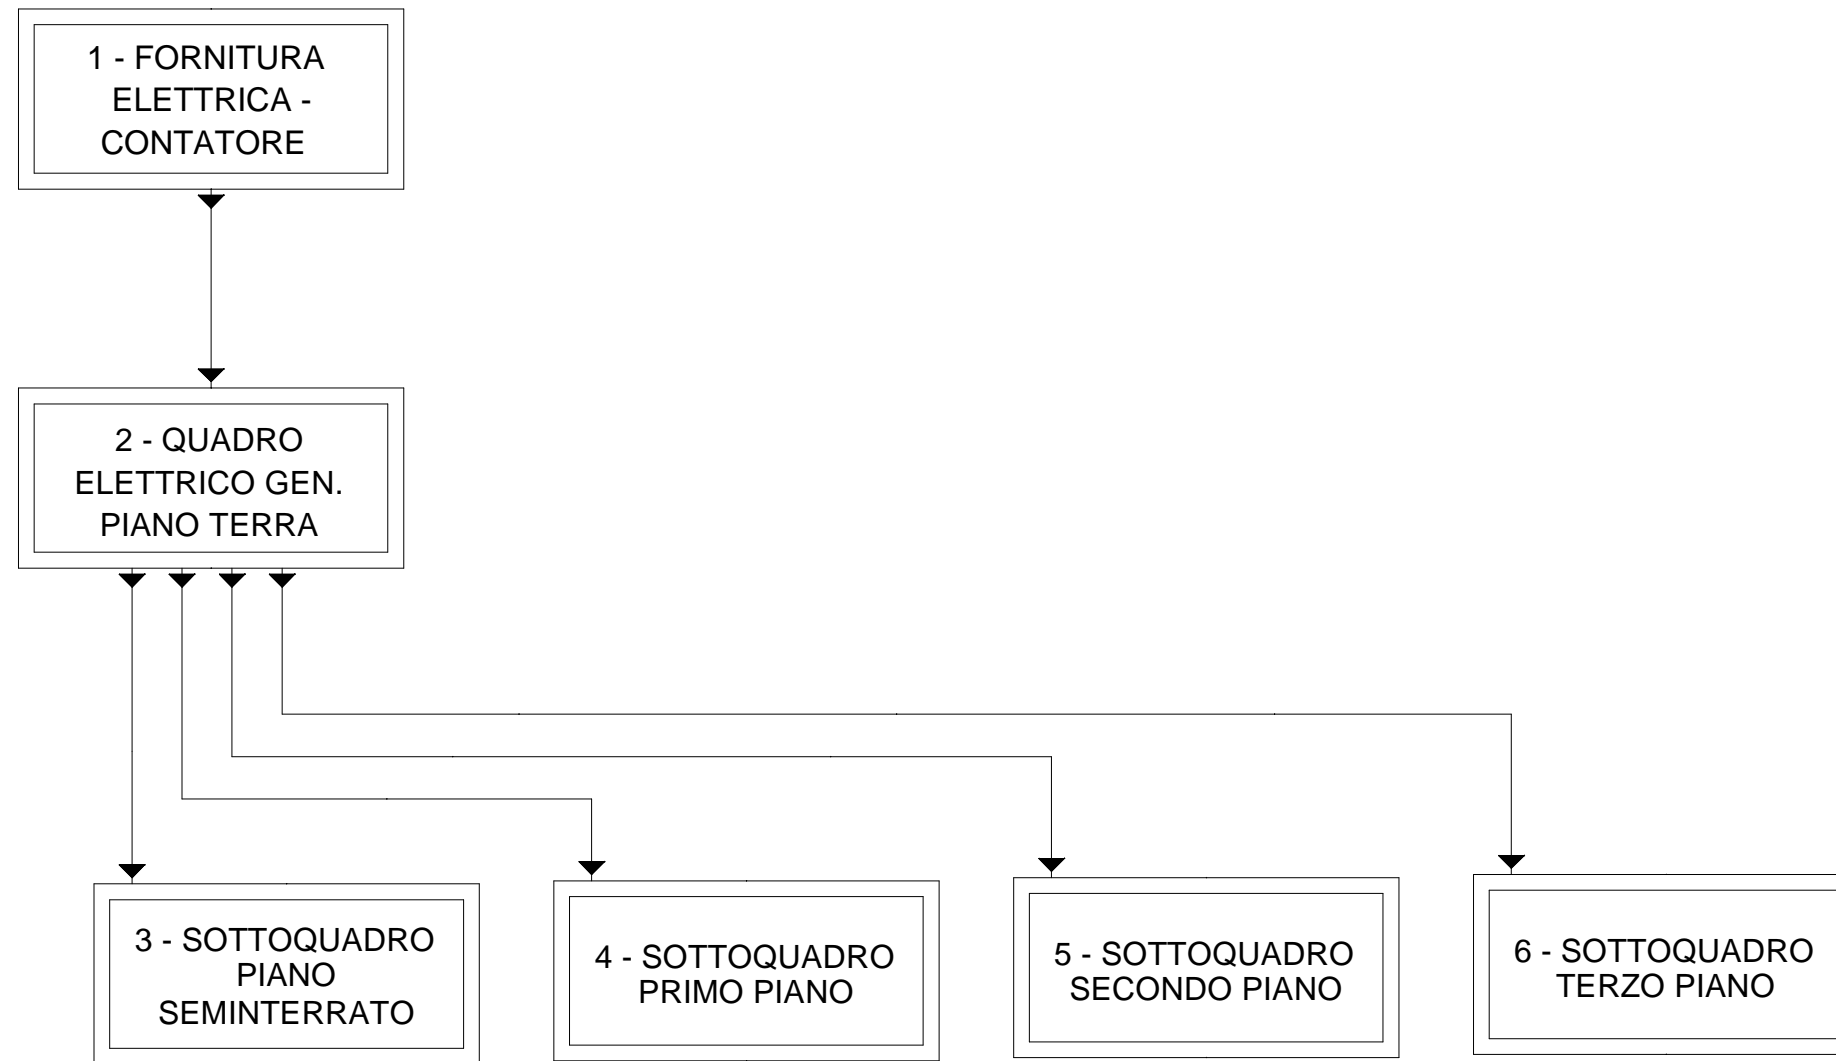 1 - FORNITURA
ELETTRICA -
CONTATORE
2 - QUADRO
ELETTRICO GEN.
PIANO TERRA
3 - SOTTOQUADRO
PIANO
SEMINTERRATO
4 - SOTTOQUADRO
PRIMO PIANO
5 - SOTTOQUADRO
SECONDO PIANO
6 - SOTTOQUADRO
TERZO PIANO